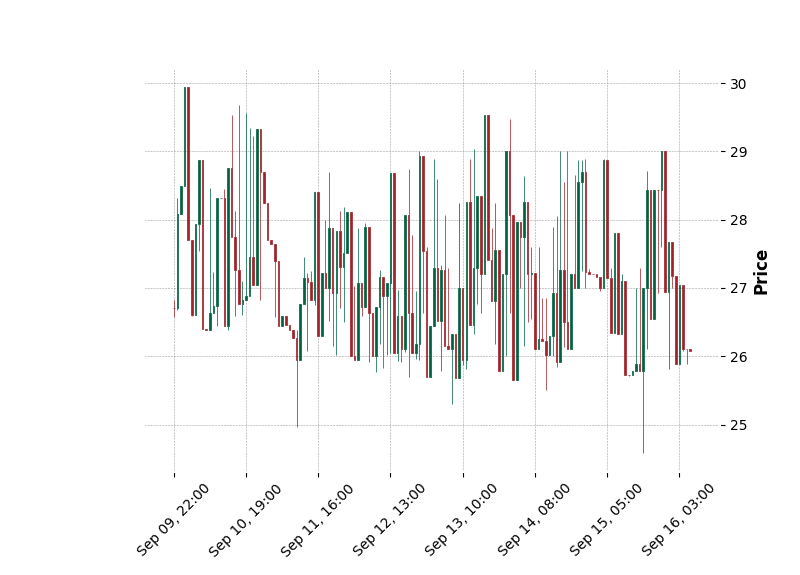 30
29
28
27
26
25
Price
Sep 09, 22:00
Sep 10, 19:00
Sep 11, 16:00
Sep 12, 13:00
Sep 13, 10:00
Sep 14, 08:00
Sep 15, 05:00
Sep 16, 03:00